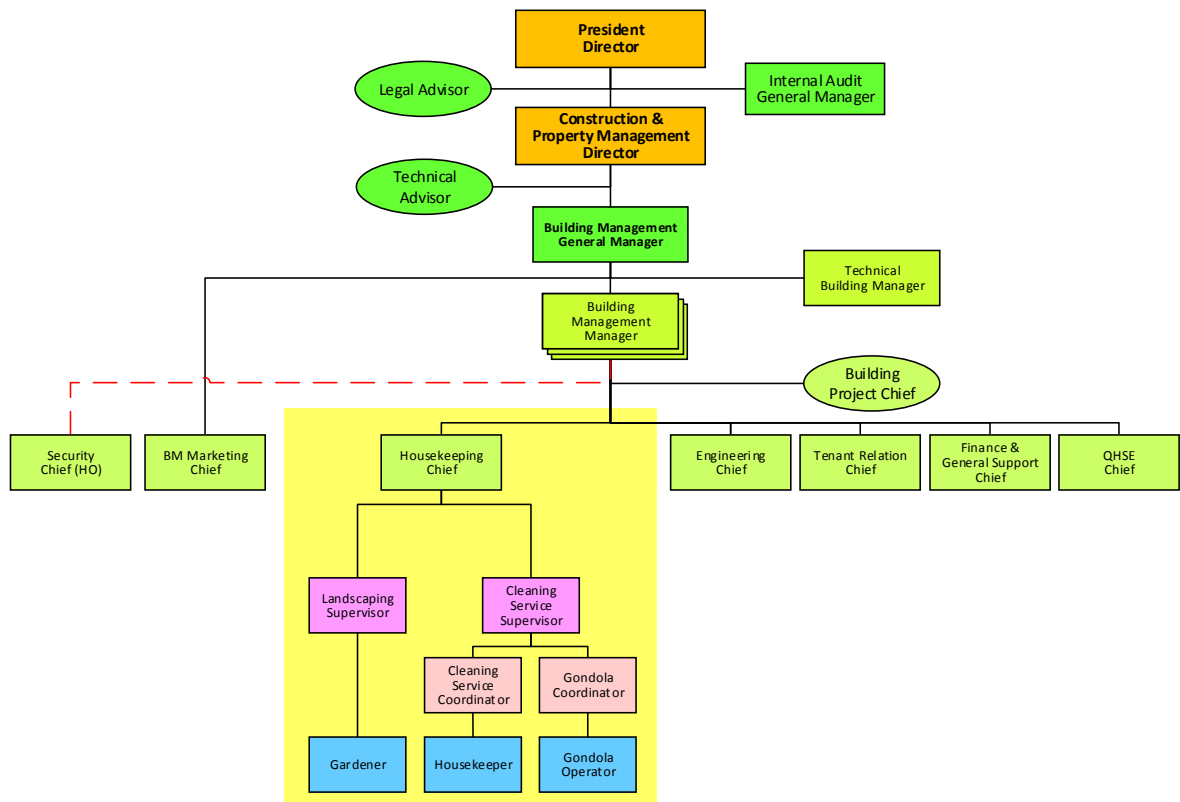 President
Director
Legal Advisor
Internal Audit
General Manager
Construction &
Property Management
Director
Technical
Advisor
Building Management
General Manager
Technical
Building Manager
Building
Management
Manager
Building
Project Chief
Security
Chief (HO)
BM Marketing
Chief
Housekeeping
Chief
Engineering
Chief
Tenant Relation
Chief
Finance &
General Support
Chief
QHSE
Chief
Landscaping
Supervisor
Cleaning
Service
Supervisor
Cleaning
Service
Coordinator
Gondola
Coordinator
Gardener
Housekeeper
Gondola
Operator